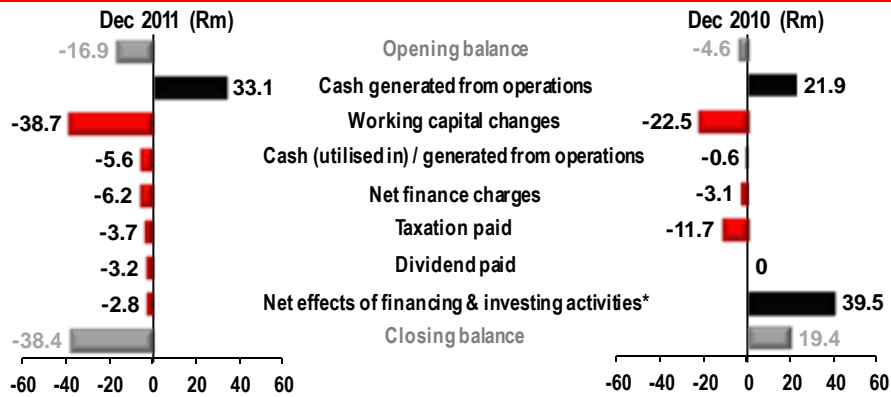 Dec 2011 (Rm) Dec 2010 (Rm)
-16.9 Opening balance -4.6
33.1 Cash generated from operations 21.9
-38.7 Working capital changes -22.5
-5.6 Cash (utilised in) / generated from operations -0.6
-6.2 Net finance charges -3.1
-3.7 Taxation paid -11.7
-3.2 Dividend paid 0
-2.8 Net effects of financing & investing activities* 39.5
-38.4 Closing balance 19.4
-60 -40 -20 0 20 40 60 -60 -40 -20 0 20 40 60